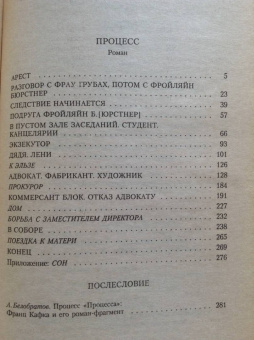 ПРОЦЕСС
Роман
АРЕСТ 5
РАЗГОВОР С ФРАУ ГРУБАХ, ПОТОМ С ФРОЙЛЯЙН
БЮРСТНЕР 23
СЛЕДСТВИЕ НАЧИНАЕТСЯ 39
ПОДРУГА ФРОЙЛЯЙН Б.[ЮРСТНЕР] 57
В ПУСТОМ ЗАЛЕ ЗАСЕДАНИЙ. СТУДЕНТ.
КАНЦЕЛЯРИИ 66
ЭКЗЕКУТОР 93
ДЯДЯ. ЛЕНИ 101
К ЭЛЬЗЕ 126
АДВОКАТ. ФАБРИКАНТ. ХУДОЖНИК 128
ПРОКУРОР 184
КОММЕРСАНТ БЛОК. ОТКАЗ АДВОКАТУ 191
ДОМ 227
БОРЬБА С ЗАМЕСТИТЕЛЕМ ДИРЕКТОРА 232
В СОБОРЕ 238
ПОЕЗДКА К МАТЕРИ 265
КОНЕЦ 269
Приложение: СОН 276
ПОСЛЕСЛОВИЕ
А. Белобратов. Процесс «Процесса»:
Франц Кафка и его роман-фрагмент 281